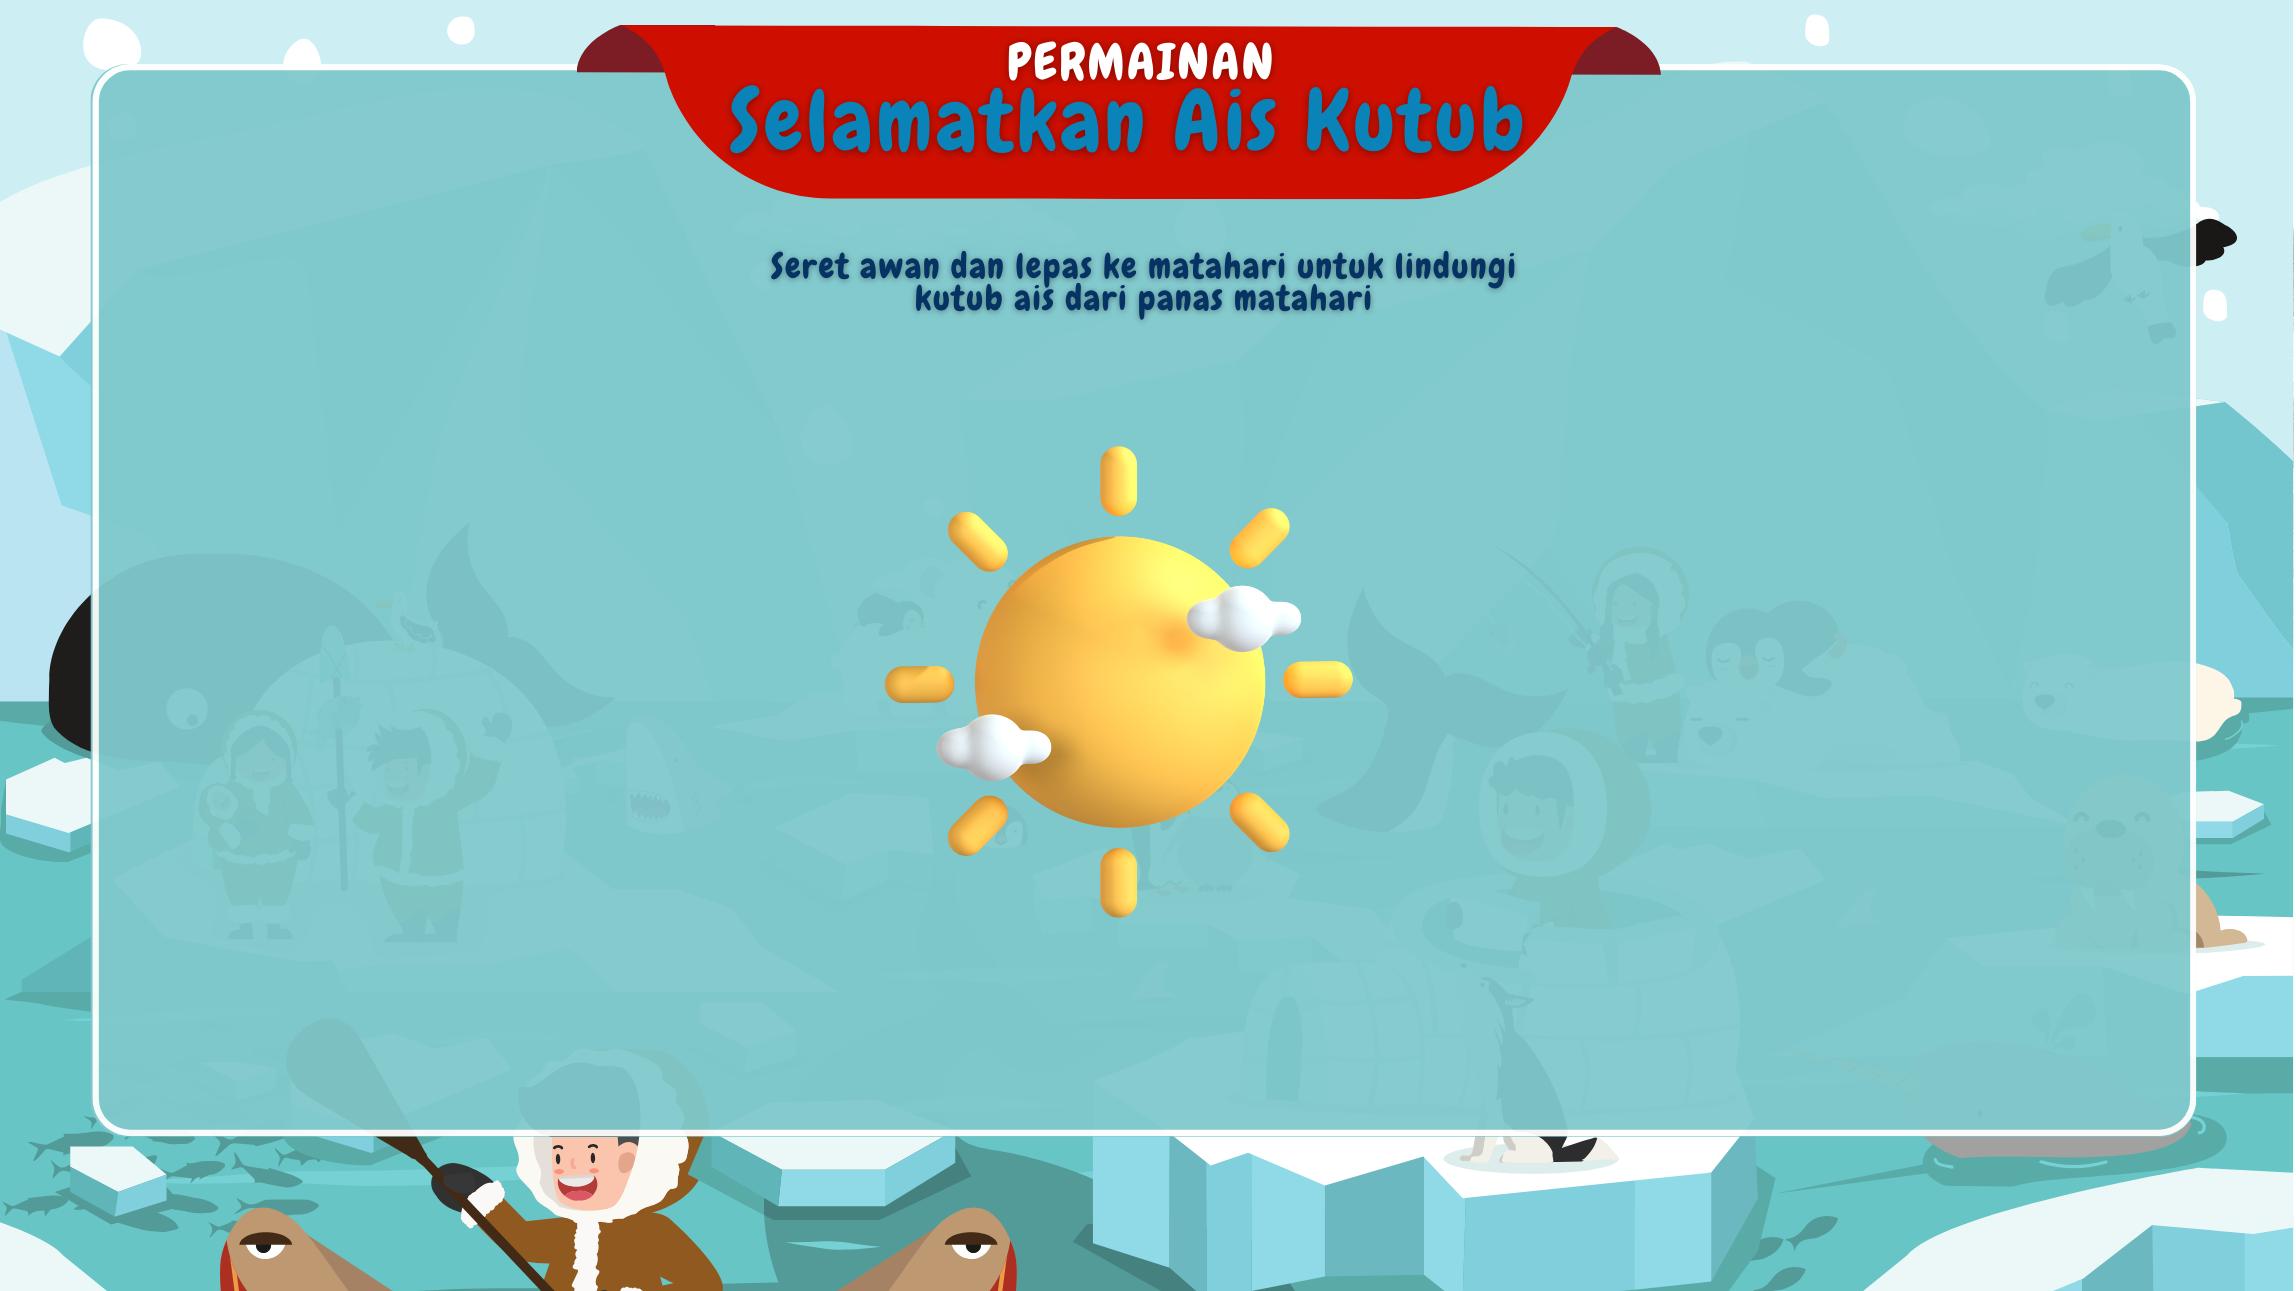 PERMAINAN
Selamatkan Ais Kutub
Seret awan dan lepas ke matahari untuk lindungi
kutub ais dari panas matahari